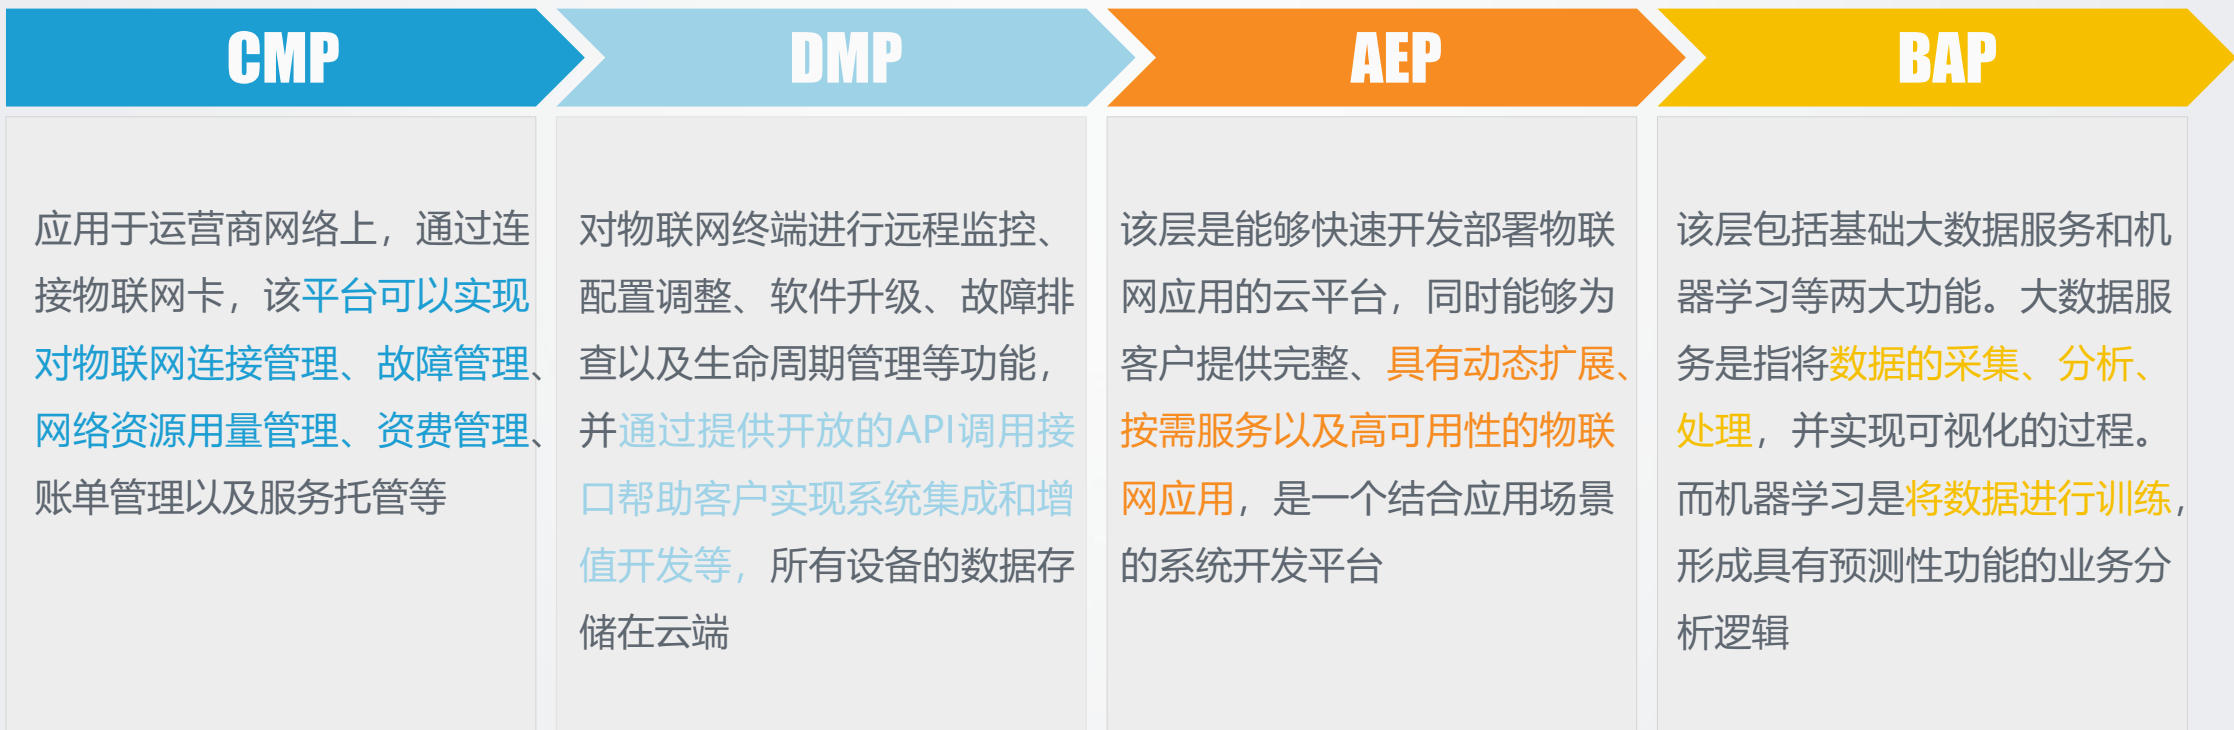 CMP
应用于运营商网络上，通过连
接物联网卡，该平台可以实现
对物联网连接管理、故障管理、
网络资源用量管理、资费管理、
账单管理以及服务托管等
DMP
对物联网终端进行远程监控、
配置调整、软件升级、故障排
查以及生命周期管理等功能，
并通过提供开放的API调用接
口帮助客户实现系统集成和增
值开发等，所有设备的数据存
储在云端
AEP
该层是能够快速开发部署物联
网应用的云平台，同时能够为
客户提供完整、具有动态扩展、
按需服务以及高可用性的物联
网应用，是一个结合应用场景
的系统开发平台
BAP
该层包括基础大数据服务和机
器学习等两大功能。大数据服
务是指将数据的采集、分析、
处理，并实现可视化的过程。
而机器学习是将数据进行训练，
形成具有预测性功能的业务分
析逻辑